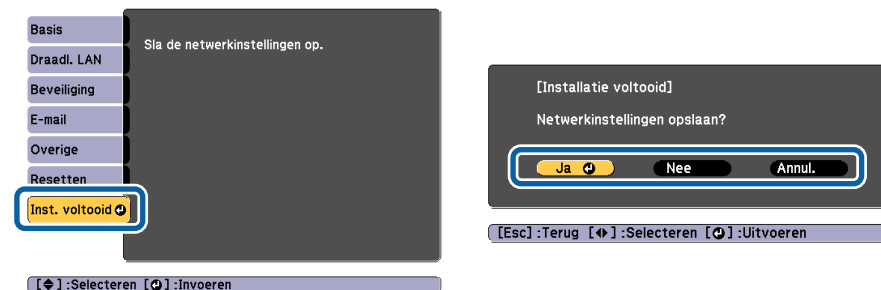 Basis
Draadl. LAN
Beveiliging
E-mail
Overige
Resetten
Inst. voltooid
Sla de netwerkinstellingen op.
[◆] :Selecteren [⏎] :Invoeren
[Installatie voltooid]
Netwerkinstellingen opslaan?
Ja Nee Annul.
[Esc] :Terug [◆] :Selecteren [⏎] :Uitvoeren